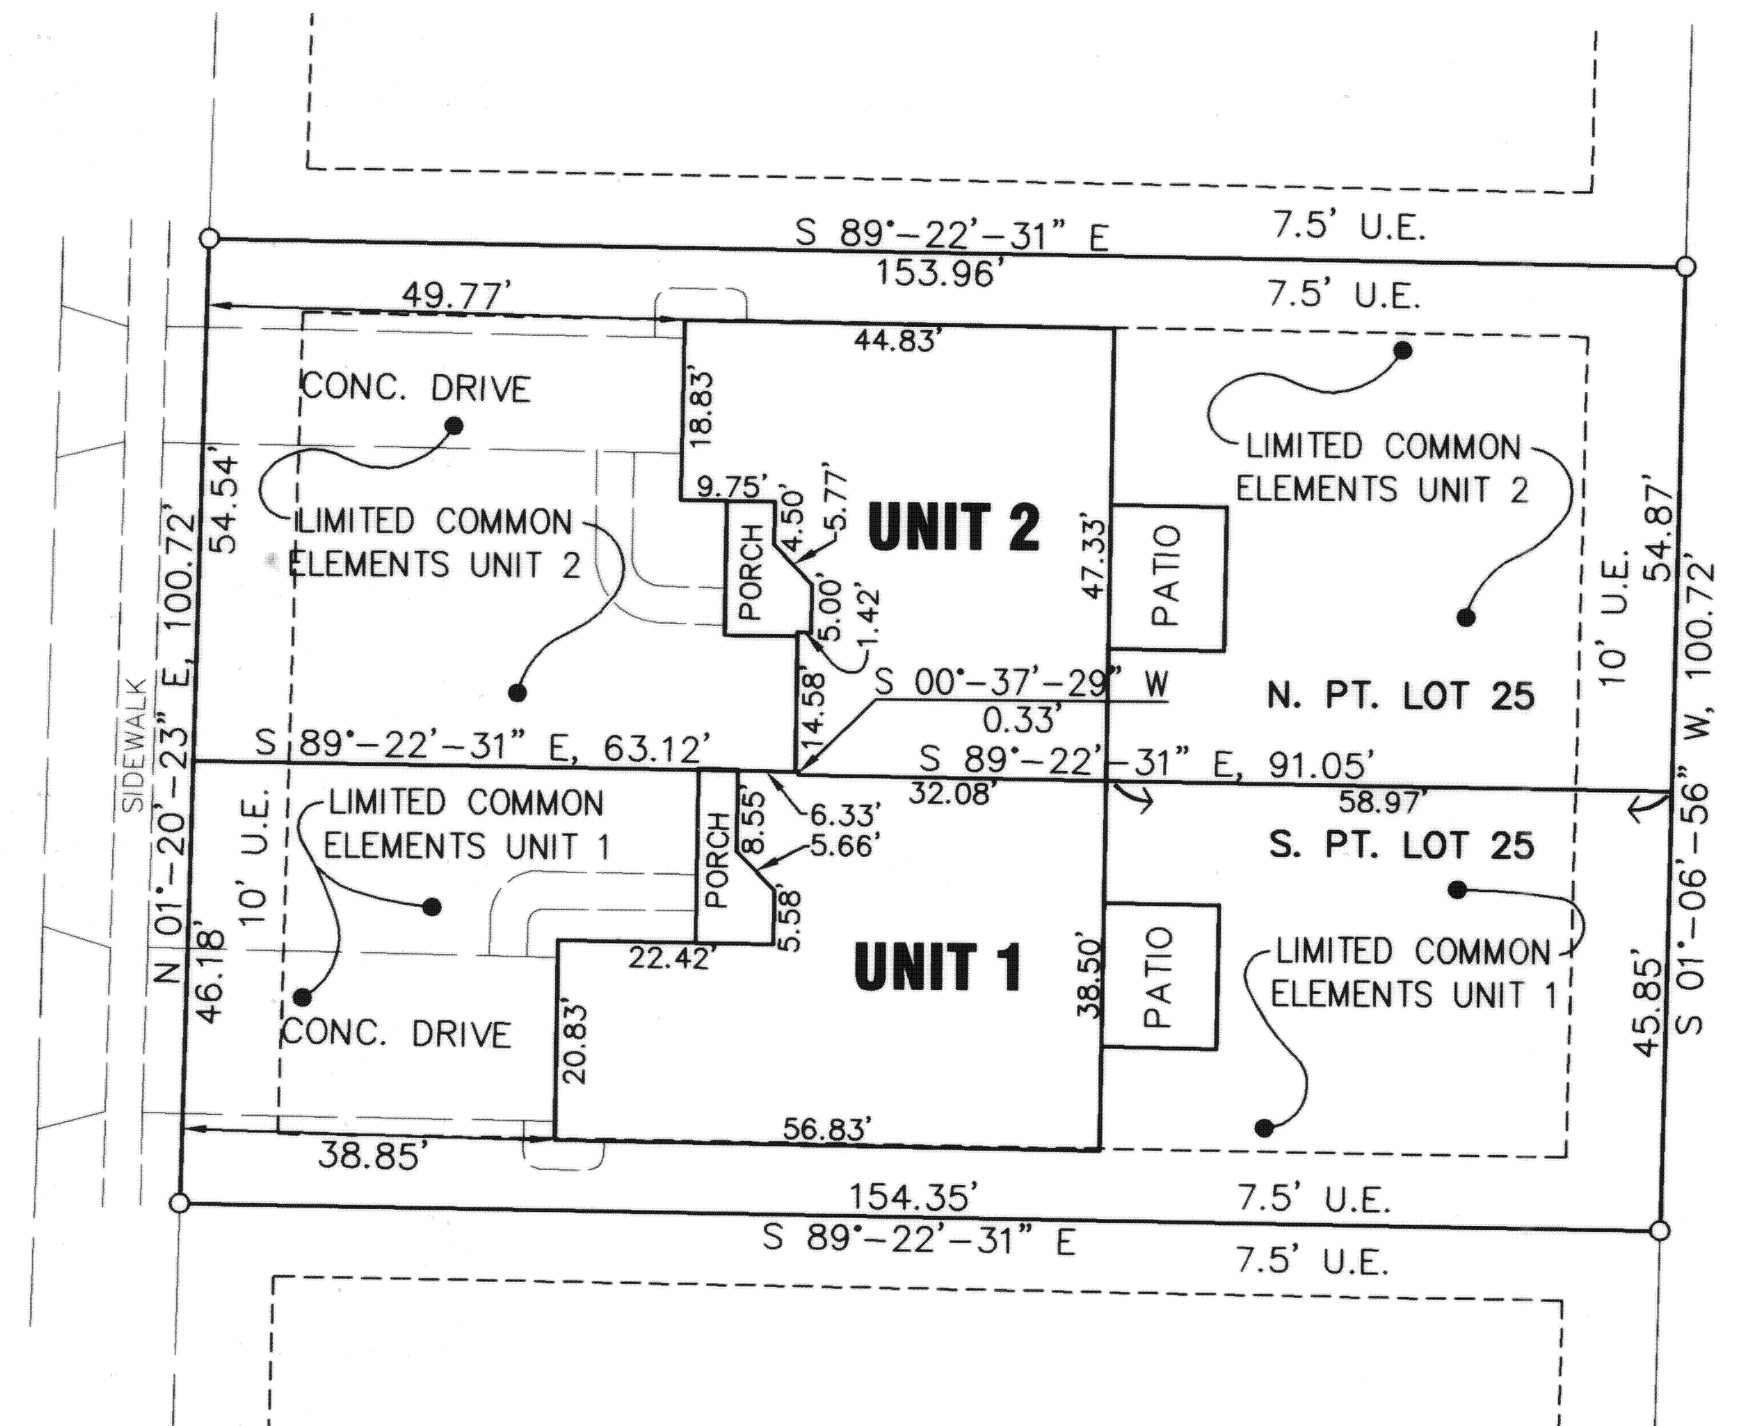 S 89°-22'-31" E
7.5' U.E.
153.96'
7.5' U.E.
49.77'
44.83'
CONC. DRIVE
18.83'
LIMITED COMMON
ELEMENTS UNIT 2
9.75'
4.50'
5.77'
UNIT 2
54.54'
N 01°-20'-23" E, 100.72'
LIMITED COMMON
ELEMENTS UNIT 2
PORCH
5.00'
1.42'
47.33'
PATIO
10' U.E.
54.87'
S 01°-06'-56" W, 100.72'
14.58'
S 00°-37'-29" W
0.33'
N. PT. LOT 25
SIDEWALK
S 89°-22'-31" E, 63.12'
S 89°-22'-31" E, 91.05'
32.08'
58.97'
10' U.E.
LIMITED COMMON
ELEMENTS UNIT 1
PORCH
8.55'
6.33'
5.66'
S. PT. LOT 25
5.58'
46.18'
22.42'
UNIT 1
38.50'
PATIO
LIMITED COMMON
ELEMENTS UNIT 1
45.85'
CONC. DRIVE
20.83'
56.83'
38.85'
154.35'
7.5' U.E.
S 89°-22'-31" E
7.5' U.E.